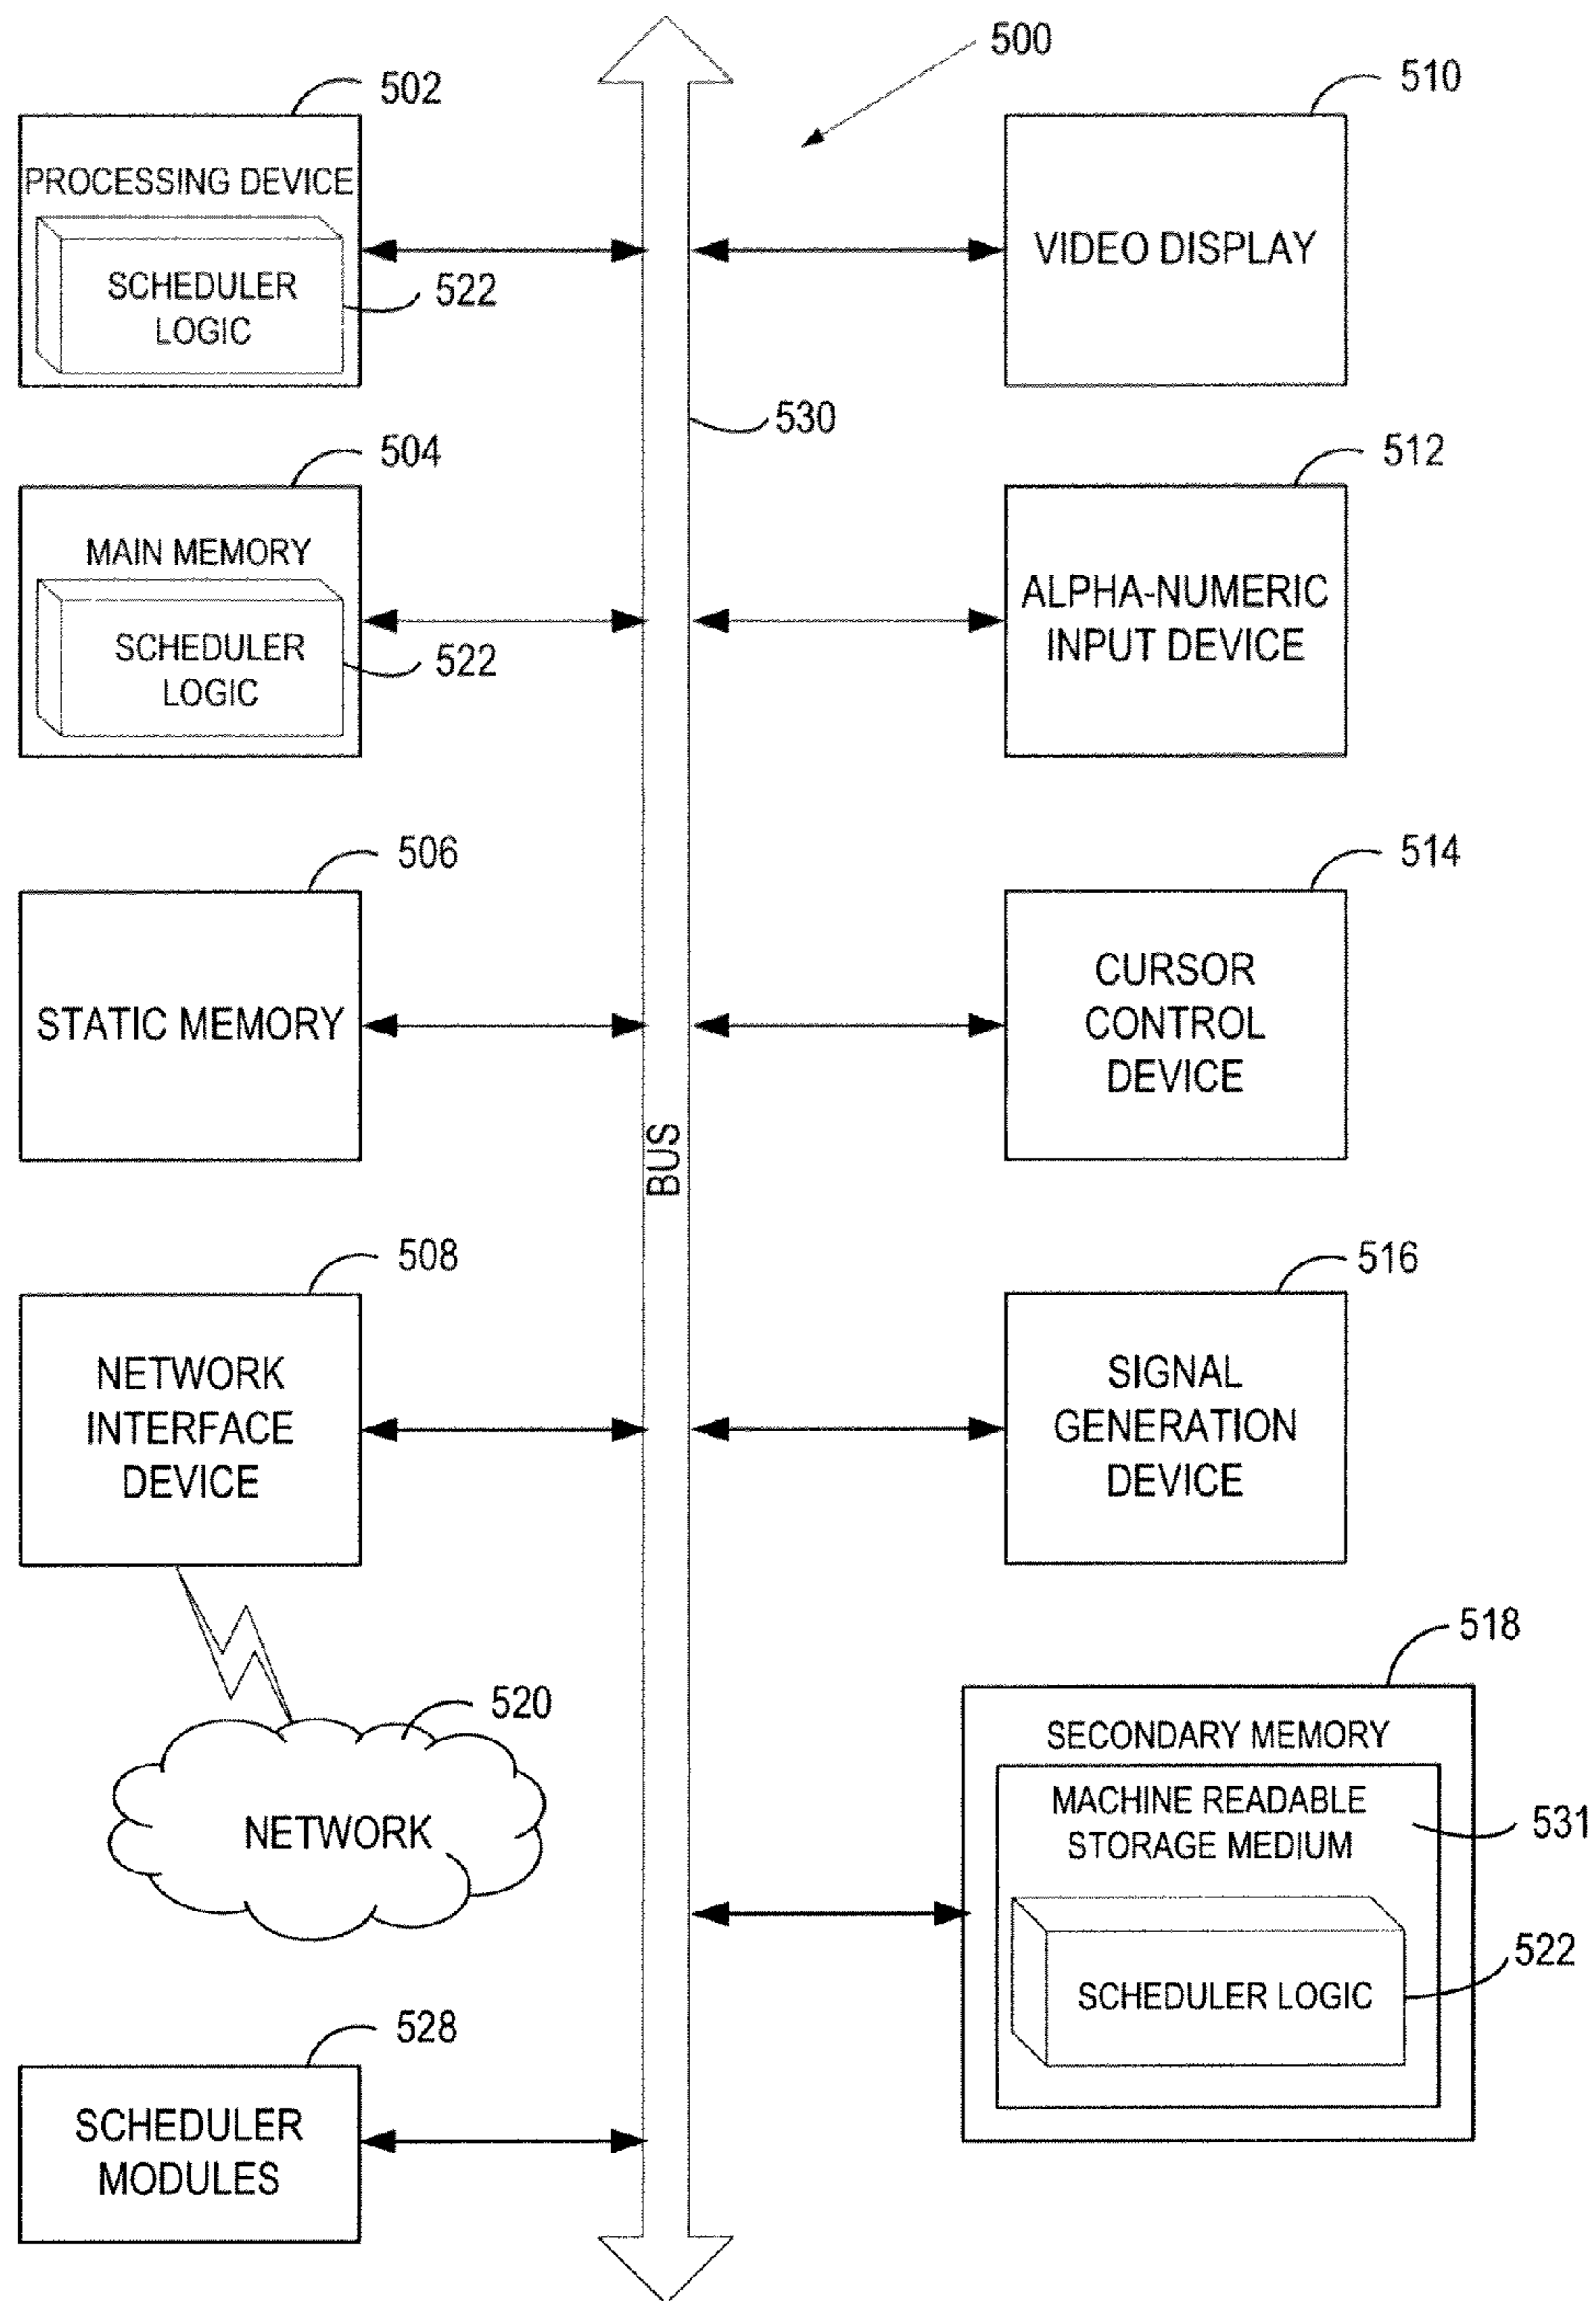 500
502
PROCESSING DEVICE
SCHEDULER
LOGIC
522
510
VIDEO DISPLAY
530
504
MAIN MEMORY
SCHEDULER
LOGIC
522
512
ALPHA-NUMERIC
INPUT DEVICE
506
STATIC MEMORY
514
CURSOR
CONTROL
DEVICE
BUS
508
NETWORK
INTERFACE
DEVICE
516
SIGNAL
GENERATION
DEVICE
520
NETWORK
518
SECONDARY MEMORY
MACHINE READABLE
STORAGE MEDIUM
531
SCHEDULER LOGIC
522
528
SCHEDULER
MODULES